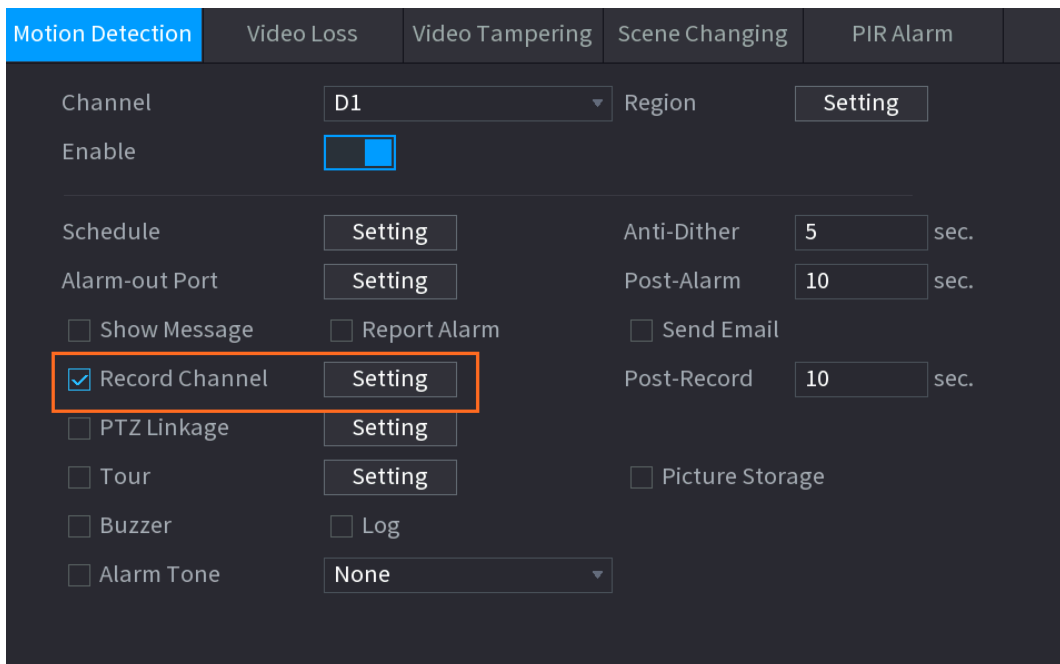 Motion Detection Video Loss Video Tampering Scene Changing PIR Alarm
Channel D1 Region Setting
Enable
Schedule Setting Anti-Dither 5 sec.
Alarm-out Port Setting Post-Alarm 10 sec.
Show Message Report Alarm Send Email
Record Channel Setting Post-Record 10 sec.
PTZ Linkage Setting
Tour Setting Picture Storage
Buzzer Log
Alarm Tone None